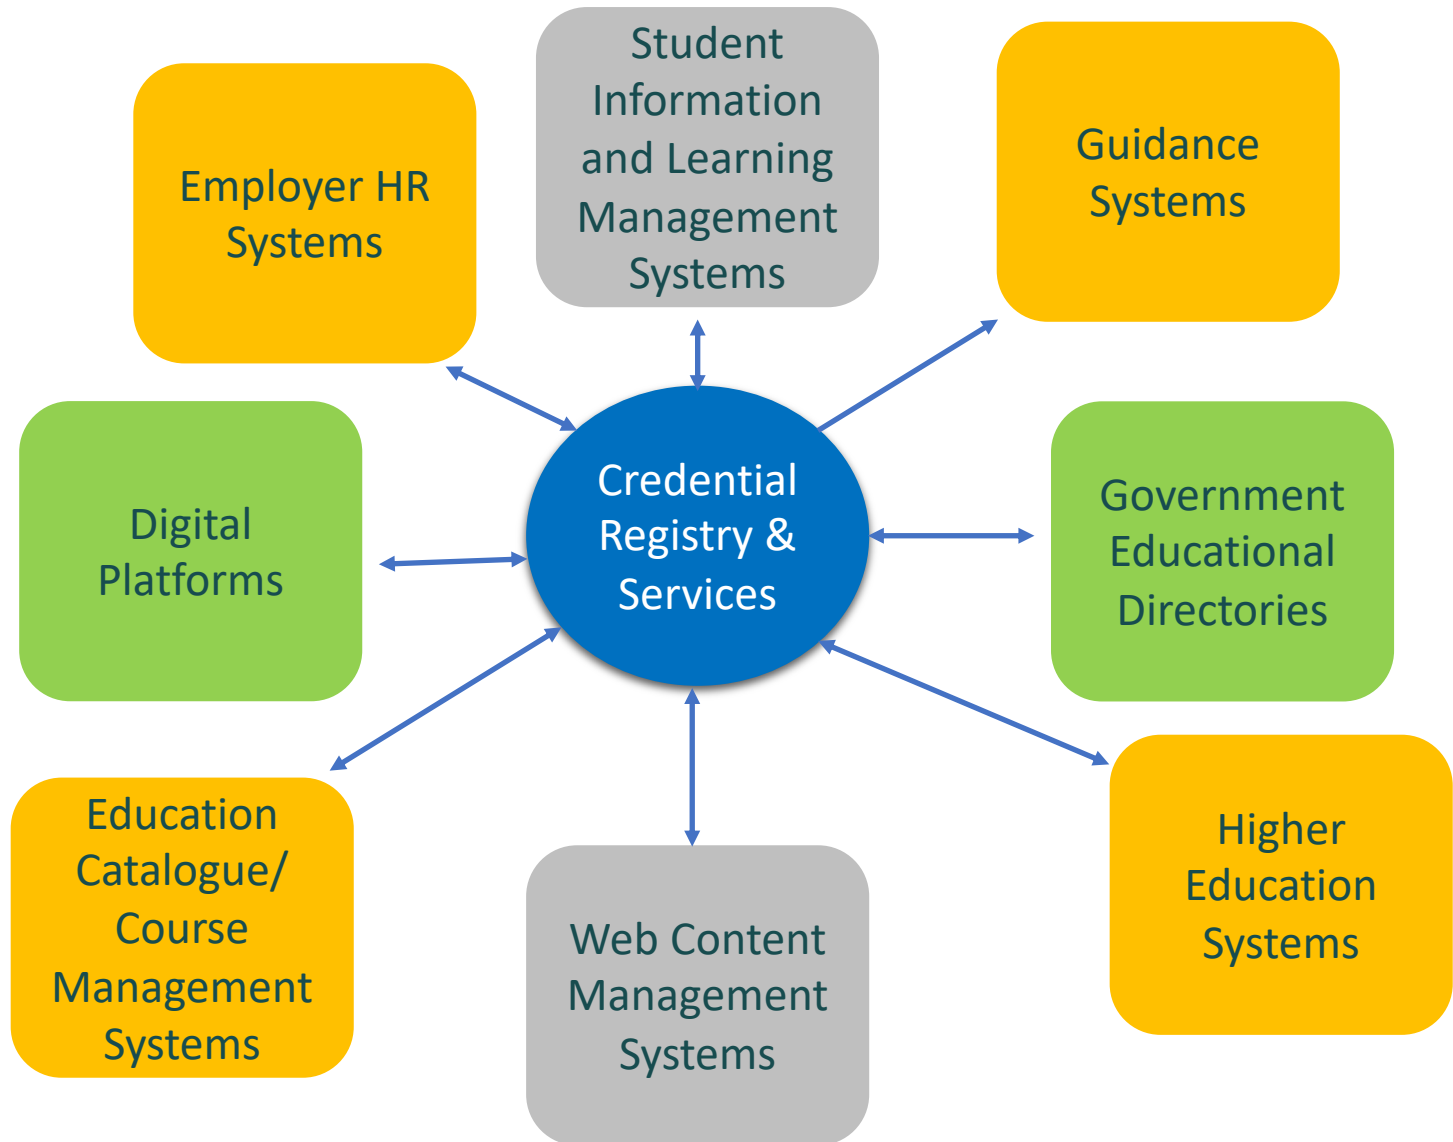 Student
Information
and Learning
Management
Systems
Guidance
Systems
Employer HR
Systems
Credential
Registry &
Services
Government
Educational
Directories
Digital
Platforms
Education
Catalogue/
Course
Management
Systems
Higher
Education
Systems
Web Content
Management
Systems